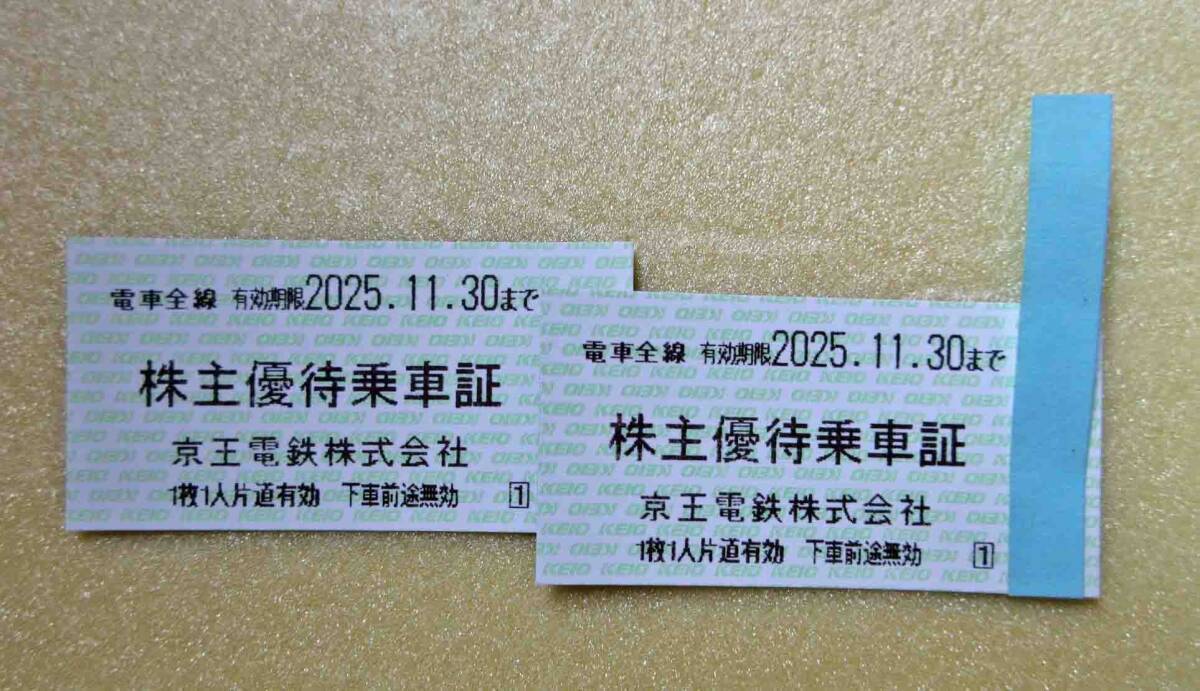 電車全線 有効期限2025.11.30まで
株主優待乗車証
京王電鉄株式会社
1枚1人片道有効 下車前途無効 1
電車全線 有効期限2025.11.30まで
株主優待乗車証
京王電鉄株式会社
1枚1人片道有効 下車前途無効 1